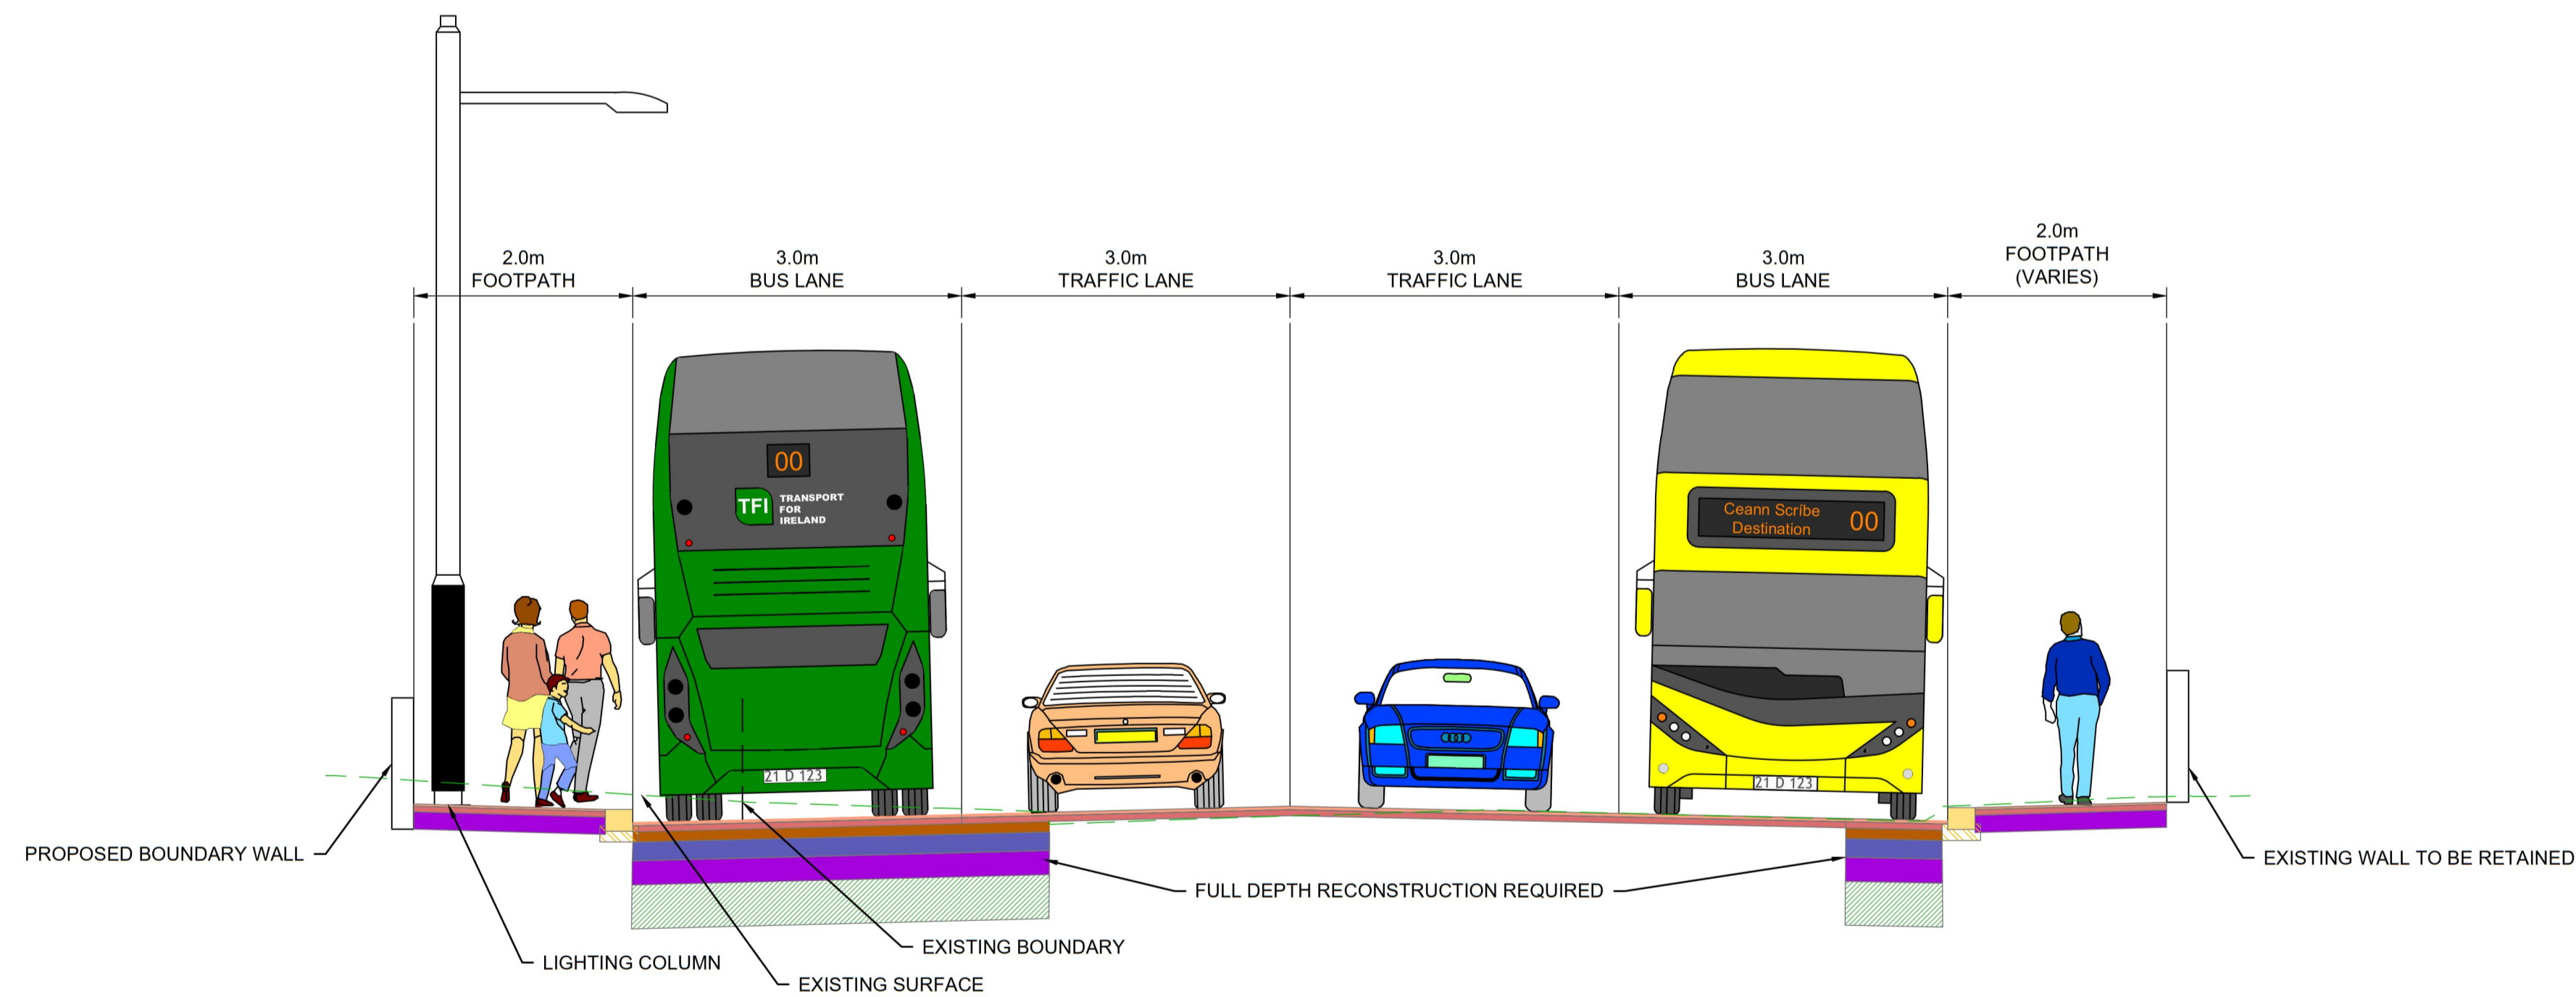 2.0m
FOOTPATH
3.0m
BUS LANE
3.0m
TRAFFIC LANE
3.0m
TRAFFIC LANE
3.0m
BUS LANE
2.0m
FOOTPATH
(VARIES)
00
TFI
TRANSPORT
FOR
IRELAND
21 D 123
Ceann Scríbe
Destination
00
21 D 123
PROPOSED BOUNDARY WALL
EXISTING WALL TO BE RETAINED
FULL DEPTH RECONSTRUCTION REQUIRED
EXISTING BOUNDARY
LIGHTING COLUMN
EXISTING SURFACE